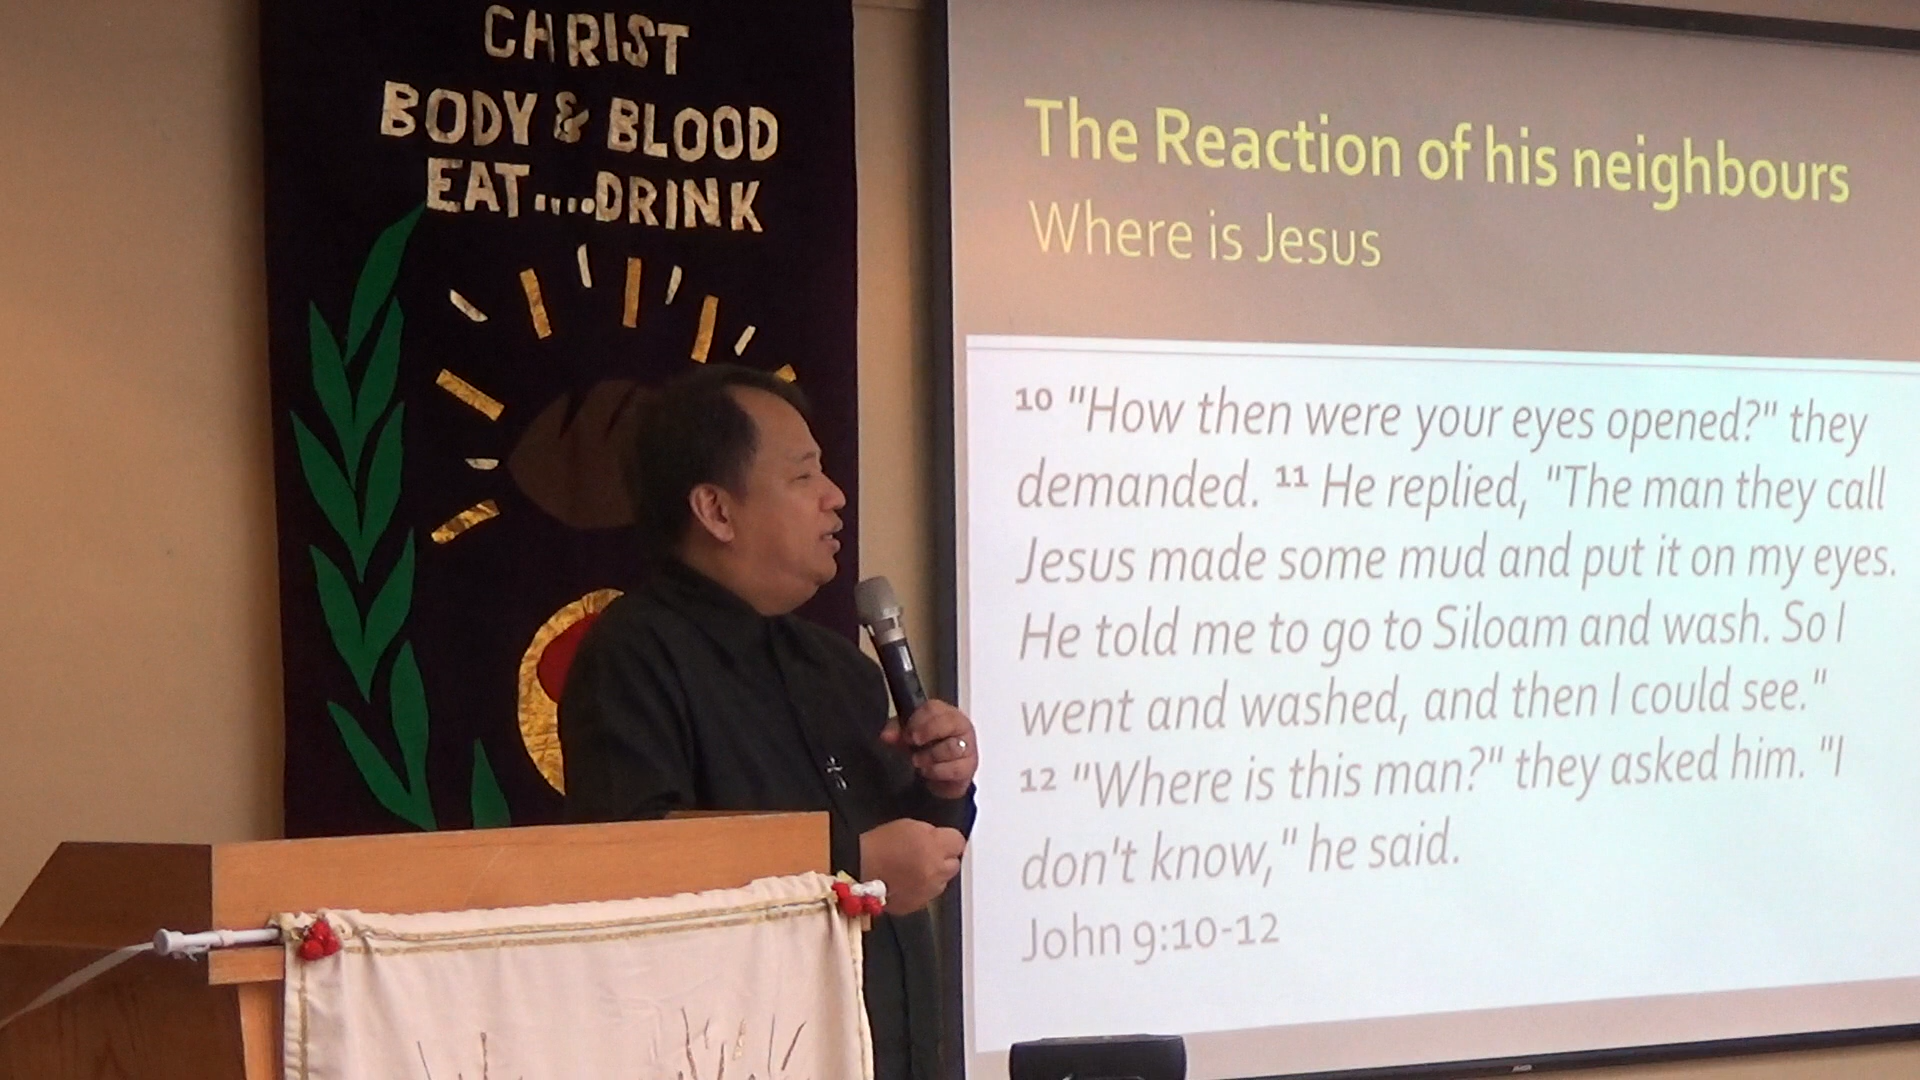 CHRIST
BODY & BLOOD
EAT....DRINK
The Reaction of his neighbours
Where is Jesus
10 "How then were your eyes opened?" they
demanded. 11 He replied, "The man they call
Jesus made some mud and put it on my eyes.
He told me to go to Siloam and wash. So I
went and washed, and then I could see."
12 "Where is this man?" they asked him. "I
don't know," he said.
John 9:10-12